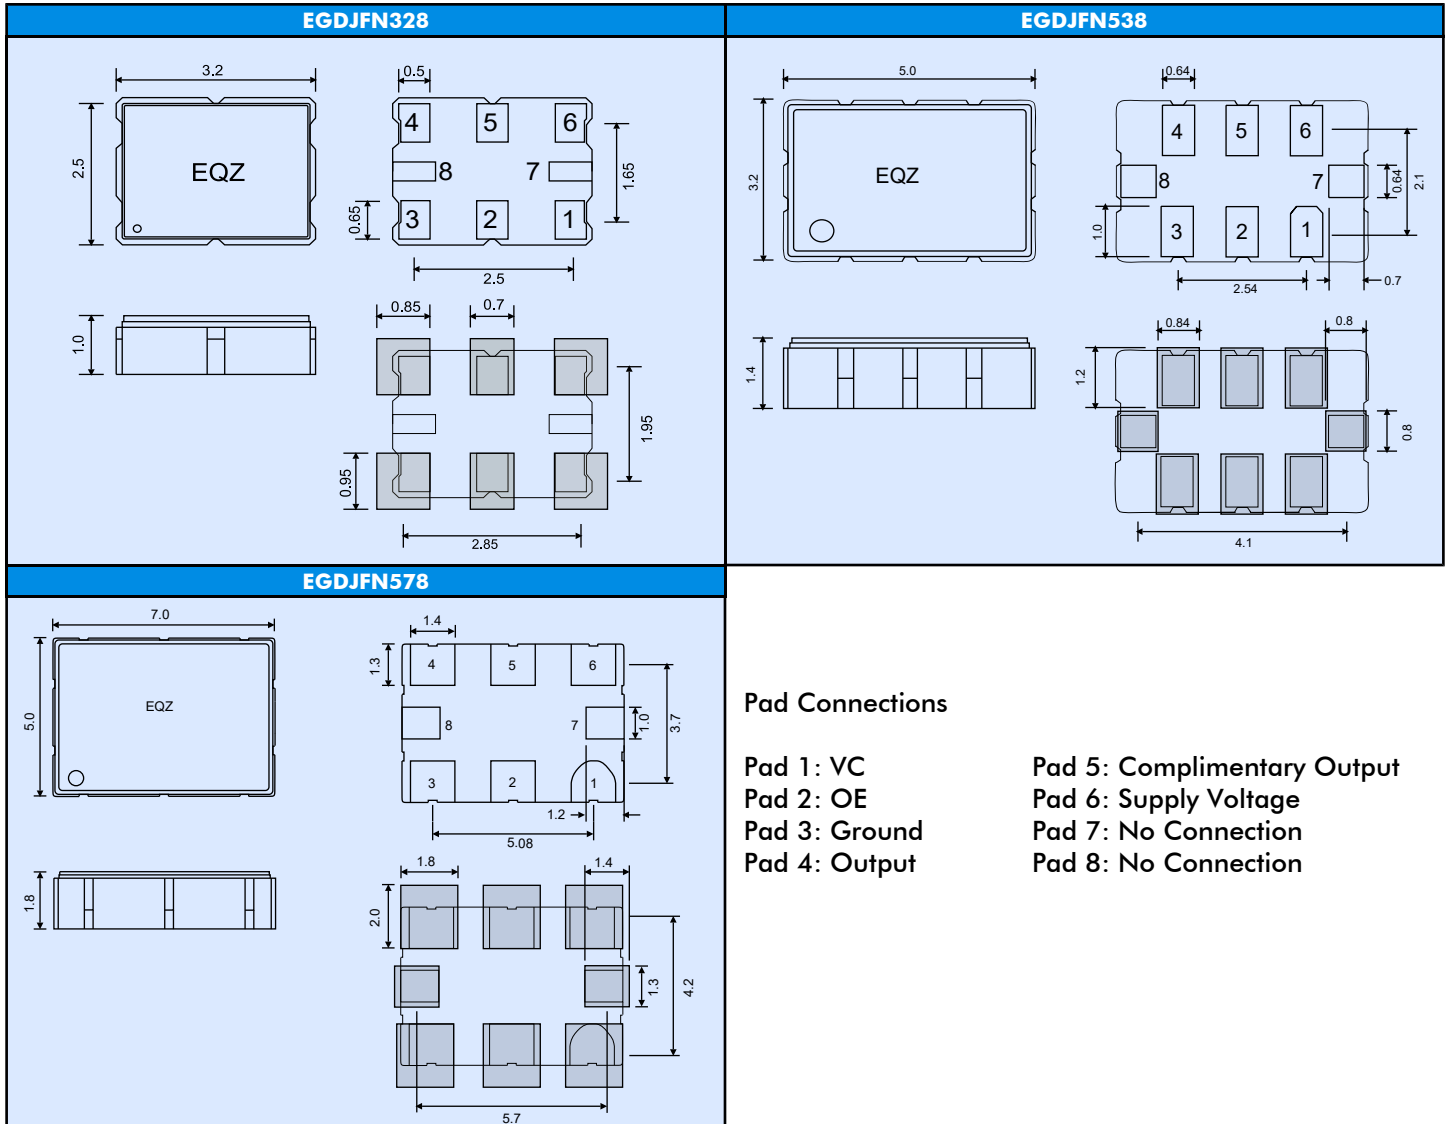 EGDJFN328
3.2
0.5
2.5
EQZ
4 5 6
8 7
3 2 1
1.65
0.65
2.5
1.0
0.85
0.7
1.95
0.95
2.85
EGDJFN538
5.0
0.64
3.2
EQZ
4 5 6
8 7
3 2 1
0.64
2.1
1.0
2.54
0.7
1.4
0.84
0.8
1.2
0.8
4.1
EGDJFN578
7.0
1.4
5.0
EQZ
1.3
4 5 6
8 7
3 2 1
1.0
3.7
1.2
5.08
1.8
1.8
1.4
2.0
1.3
4.2
5.7
Pad Connections
Pad 1: VC
Pad 2: OE
Pad 3: Ground
Pad 4: Output
Pad 5: Complimentary Output
Pad 6: Supply Voltage
Pad 7: No Connection
Pad 8: No Connection